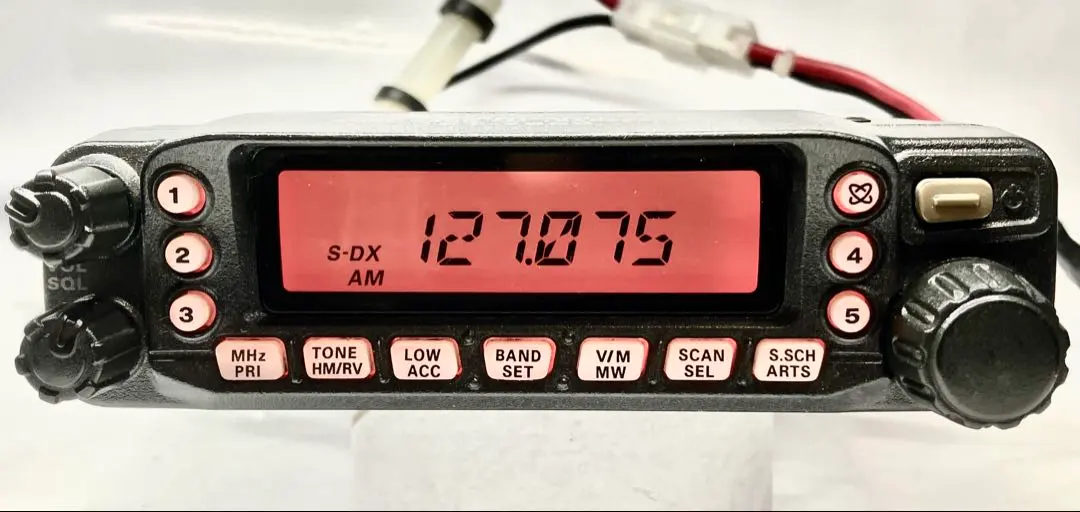 1
2
3
VOL
SQL
127.075
S-DX
AM
4
5
MHz
PRI
TONE
HM/RV
LOW
ACC
BAND
SET
V/M
MW
SCAN
SEL
S.SCH
ARTS